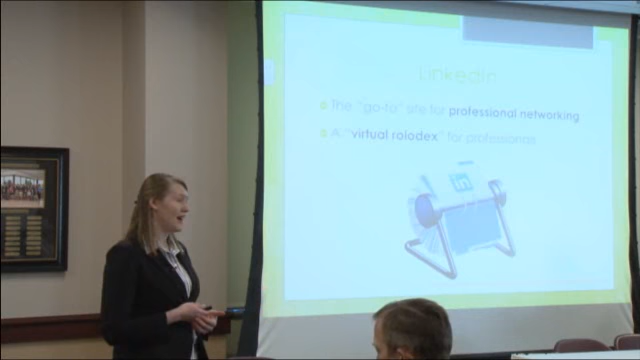 LinkedIn
The "go-to" site for professional networking
A "virtual rolodex" for professionals
in